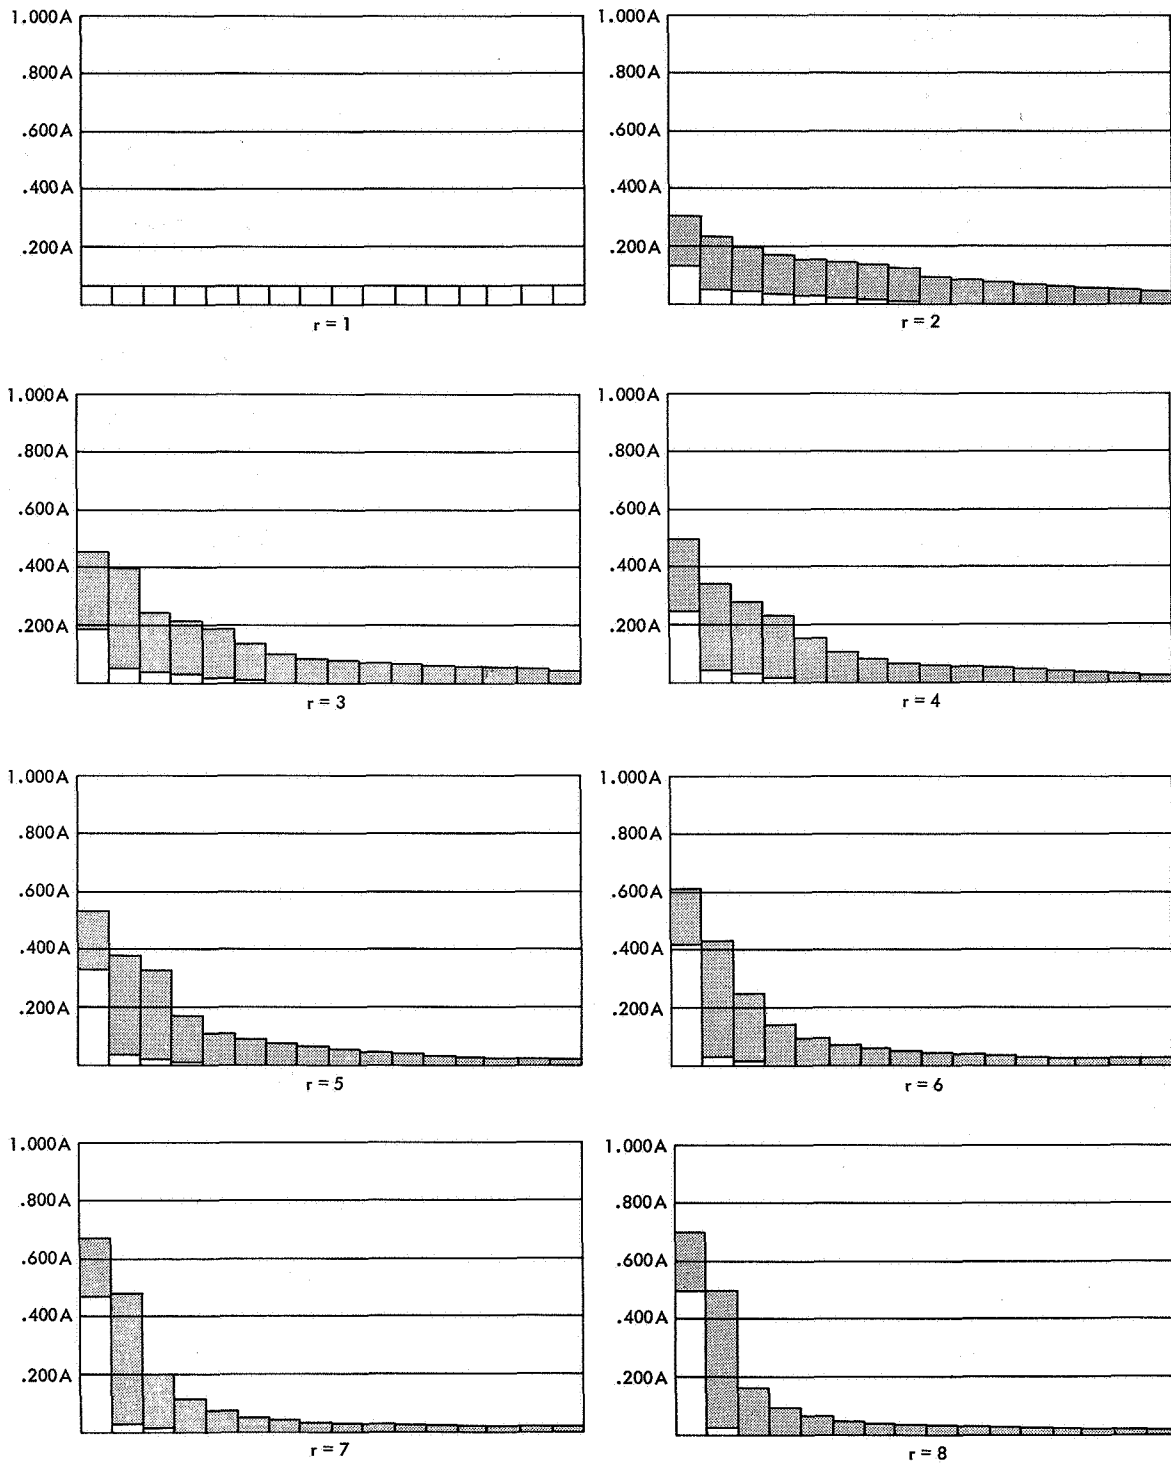 1.000A
.800A
.600A
.400A
.200A
r = 1
1.000A
.800A
.600A
.400A
.200A
r = 2
1.000A
.800A
.600A
.400A
.200A
r = 3
1.000A
.800A
.600A
.400A
.200A
r = 4
1.000A
.800A
.600A
.400A
.200A
r = 5
1.000A
.800A
.600A
.400A
.200A
r = 6
1.000A
.800A
.600A
.400A
.200A
r = 7
1.000A
.800A
.600A
.400A
.200A
r = 8